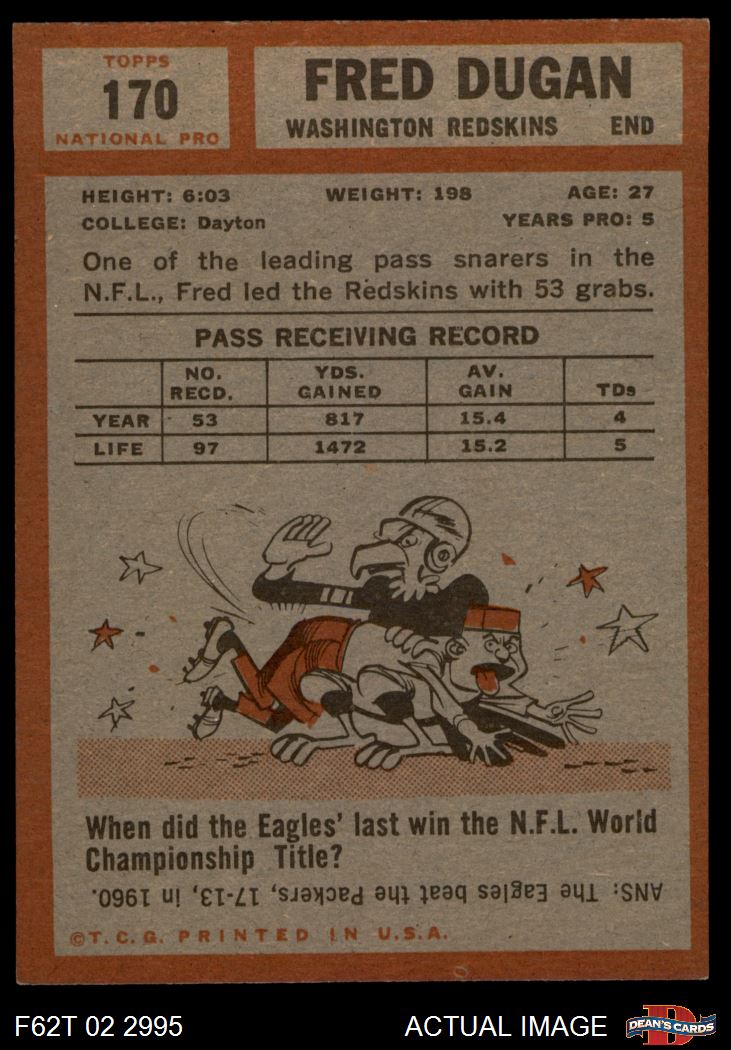 TOPPS
170
NATIONAL PRO
FRED DUGAN
WASHINGTON REDSKINS END
HEIGHT: 6:03 WEIGHT: 198 AGE: 27
COLLEGE: Dayton YEARS PRO: 5
One of the leading pass snarers in the
N.F.L., Fred led the Redskins with 53 grabs.
PASS RECEIVING RECORD
NO. RECD. YDS. GAINED AV. GAIN TDs
YEAR 53 817 15.4 4
LIFE 97 1472 15.2 5
When did the Eagles' last win the N.F.L. World
Championship Title?
ANS: The Eagles beat the Packers, 17-13, in 1960.
©T.C.G. PRINTED IN U.S.A.
F62T 02 2995 ACTUAL IMAGE DEAN'S CARDS